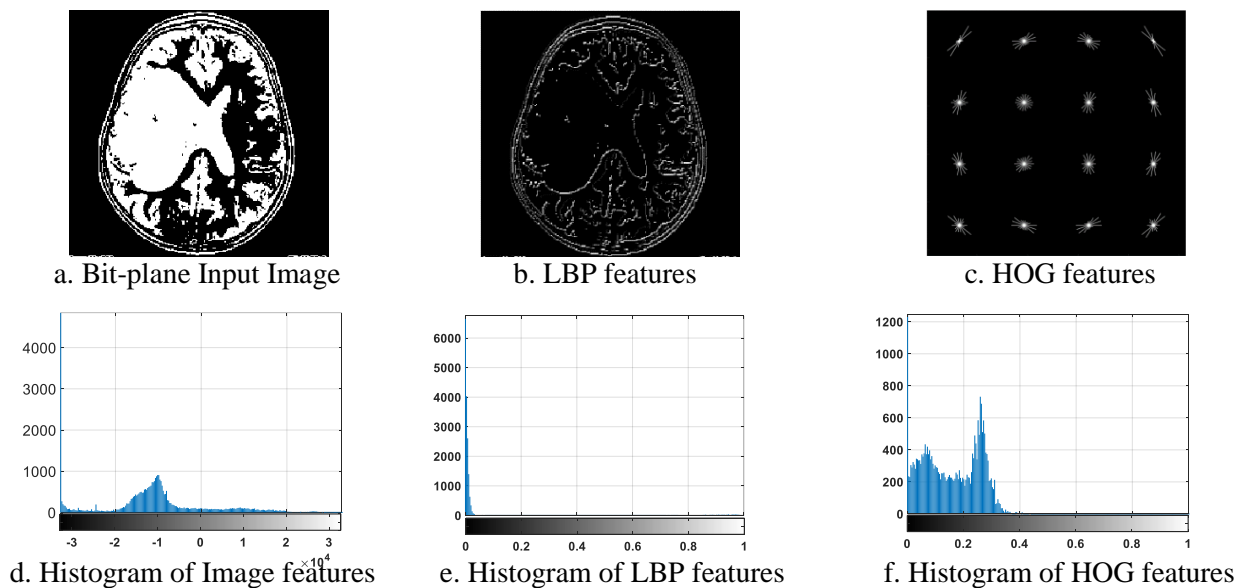 a. Bit-plane Input Image
b. LBP features
c. HOG features
4000
3000
2000
1000
0
-3 -2 -1 0 1 2 3
×10⁴
d. Histogram of Image features
6000
5000
4000
3000
2000
1000
0
0 0.2 0.4 0.6 0.8 1
e. Histogram of LBP features
1200
1000
800
600
400
200
0
0 0.2 0.4 0.6 0.8 1
f. Histogram of HOG features